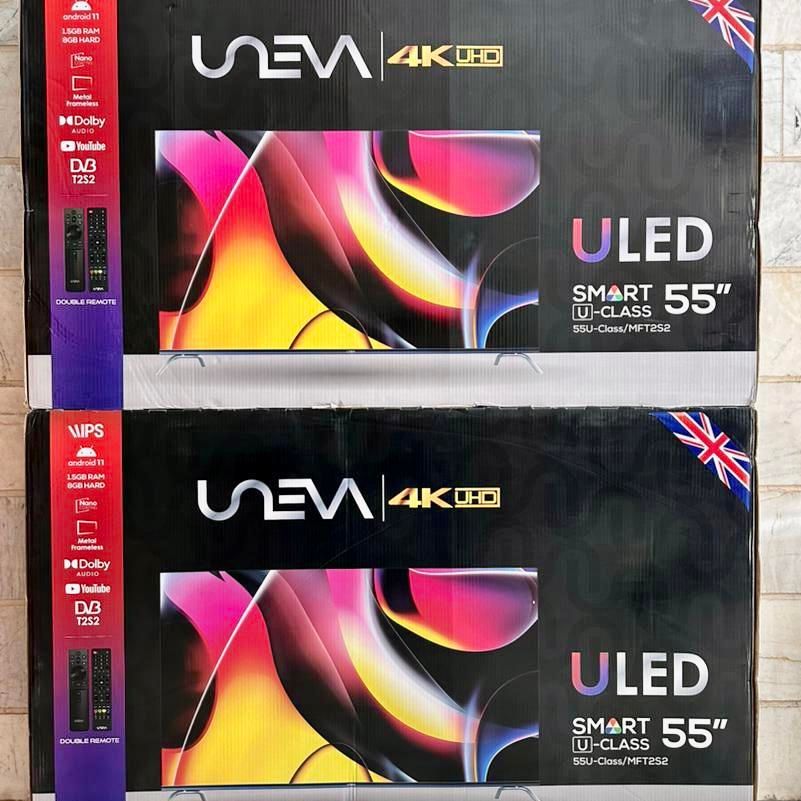 android 11
1.5GB RAM
8GB HARD
Nano
Metal
Frameless
Dolby
AUDIO
YouTube
DVB
T2S2
DOUBLE REMOTE
UNEVA 4K UHD
ULED
SMART
U-CLASS
55"
55U-Class/MFT2S2
IPS
android 11
1.5GB RAM
8GB HARD
Nano
Metal
Frameless
Dolby
AUDIO
YouTube
DVB
T2S2
DOUBLE REMOTE
UNEVA 4K UHD
ULED
SMART
U-CLASS
55"
55U-Class/MFT2S2